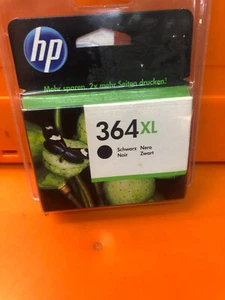 hp
Mehr sparen. 2x mehr Seiten drucken!
364XL
Schwarz Nero
Noir Zwart